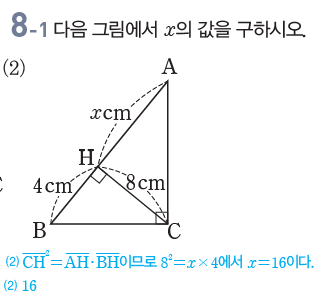 8-1 다음 그림에서 x의 값을 구하시오.
(2)
A
xcm
H
4cm
8cm
B
C
(2) CH²=AH·BH이므로 8²=x×4에서 x=16이다.
(2) 16